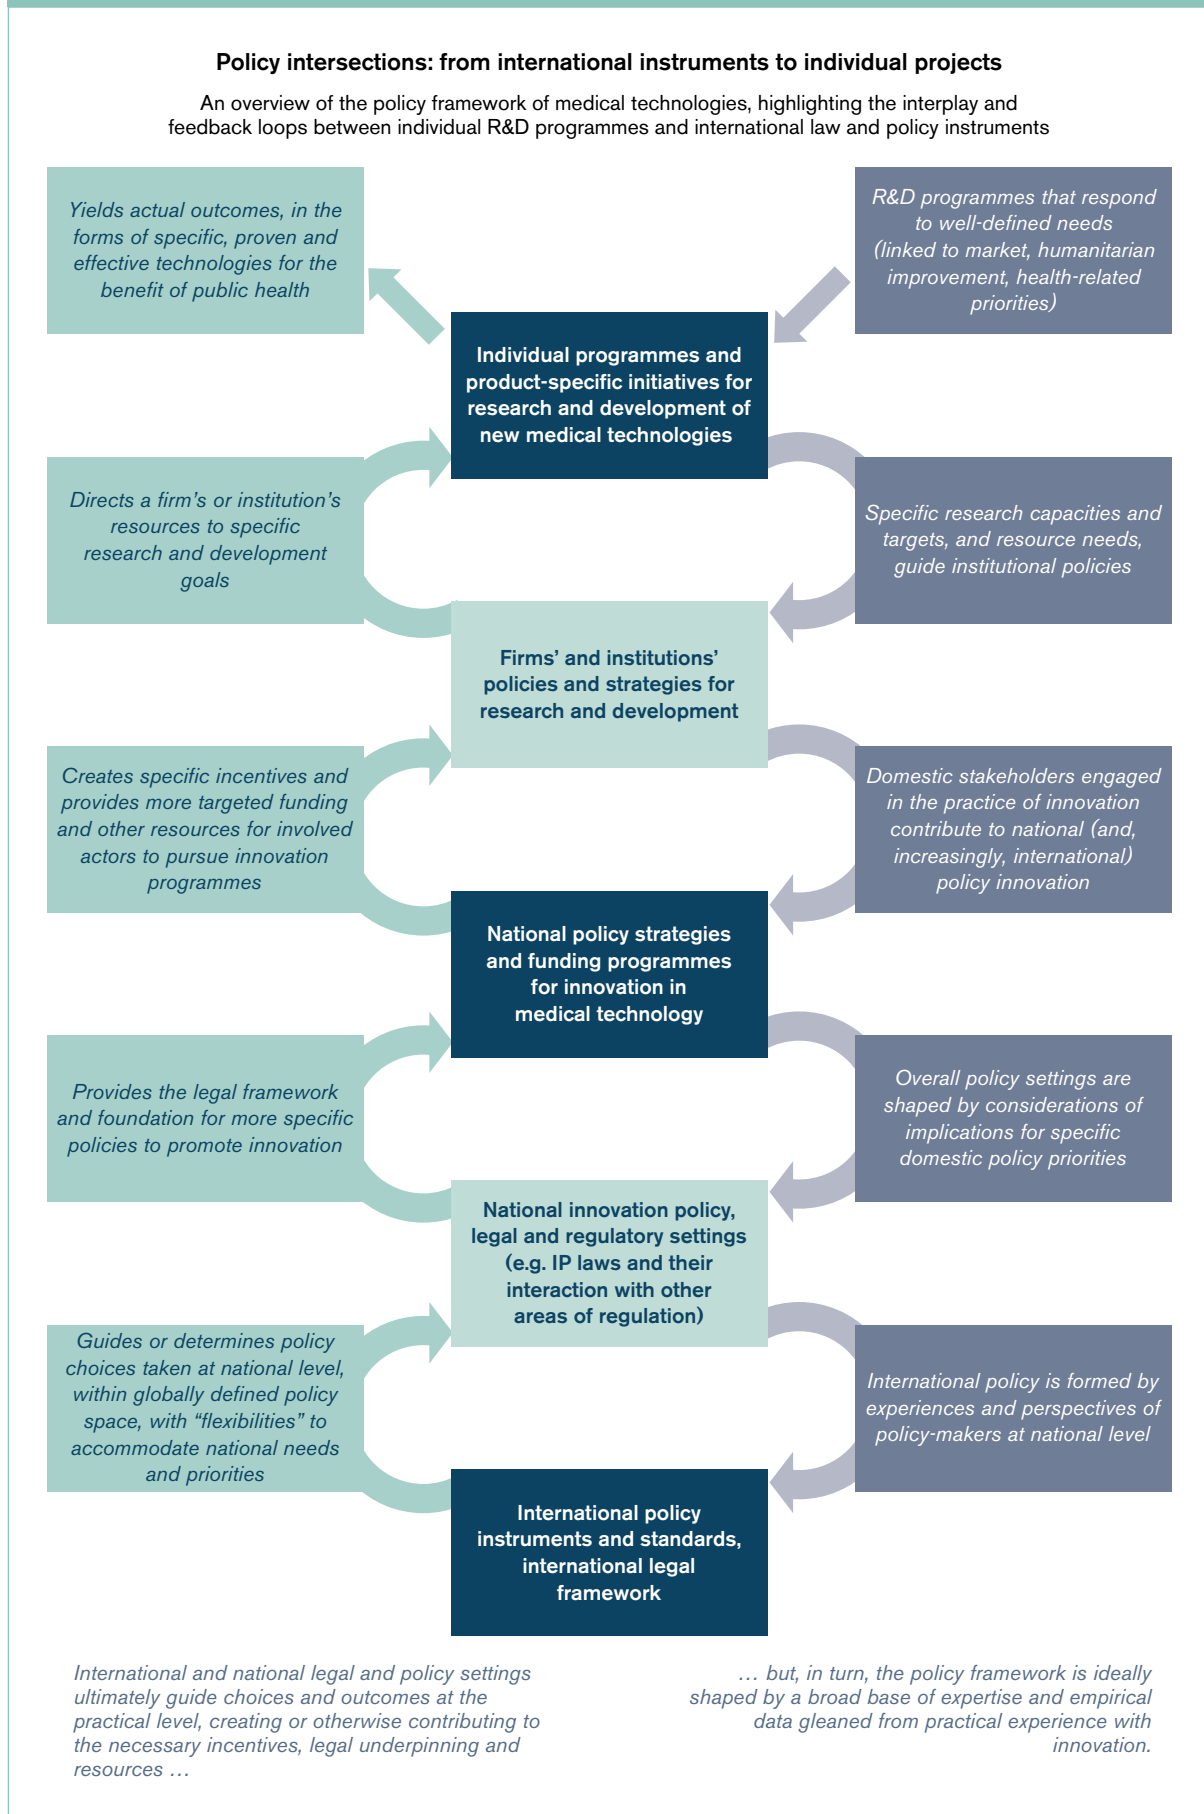 Policy intersections: from international instruments to individual projects
An overview of the policy framework of medical technologies, highlighting the interplay and
feedback loops between individual R&D programmes and international law and policy instruments
Yields actual outcomes, in the
forms of specific, proven and
effective technologies for the
benefit of public health
R&D programmes that respond
to well-defined needs
(linked to market, humanitarian
improvement, health-related
priorities)
Individual programmes and
product-specific initiatives for
research and development of
new medical technologies
Directs a firm’s or institution’s
resources to specific
research and development
goals
Specific research capacities and
targets, and resource needs,
guide institutional policies
Firms’ and institutions’
policies and strategies for
research and development
Creates specific incentives and
provides more targeted funding
and other resources for involved
actors to pursue innovation
programmes
Domestic stakeholders engaged
in the practice of innovation
contribute to national (and,
increasingly, international)
policy innovation
National policy strategies
and funding programmes
for innovation in
medical technology
Provides the legal framework
and foundation for more specific
policies to promote innovation
Overall policy settings are
shaped by considerations of
implications for specific
domestic policy priorities
National innovation policy,
legal and regulatory settings
(e.g. IP laws and their
interaction with other
areas of regulation)
Guides or determines policy
choices taken at national level,
within globally defined policy
space, with “flexibilities” to
accommodate national needs
and priorities
International policy is formed by
experiences and perspectives of
policy-makers at national level
International policy
instruments and standards,
international legal
framework
International and national legal and policy settings
ultimately guide choices and outcomes at the
practical level, creating or otherwise contributing to
the necessary incentives, legal underpinning and
resources …
… but, in turn, the policy framework is ideally
shaped by a broad base of expertise and empirical
data gleaned from practical experience with
innovation.